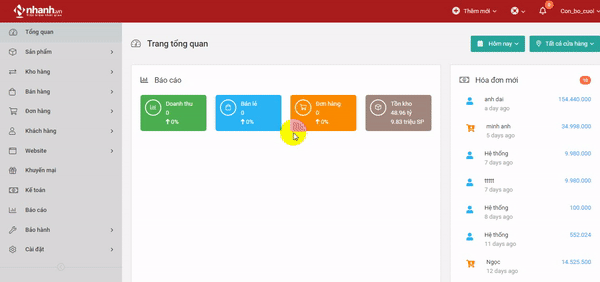 nhanh.vn
Thêm mới
8
Con_bo_cuoi
Tổng quan
Sản phẩm
Kho hàng
Bán hàng
Đơn hàng
Khách hàng
Website
Khuyến mại
Kế toán
Báo cáo
Bảo hành
Cài đặt
Trang tổng quan
Hôm nay
Tất cả cửa hàng
Báo cáo
Doanh thu
0
0%
Bán lẻ
0
0%
Đơn hàng
0
0%
Tồn kho
48.96 tỷ
9.83 triệu SP
Hóa đơn mới
anh dai
154.440.000
a day ago
minh anh
34.998.000
5 days ago
Hệ thống
9.980.000
7 days ago
ttttt
9.980.000
7 days ago
Hệ thống
100.000
8 days ago
Hệ thống
552.024
11 days ago
Ngọc
14.525.500
12 days ago